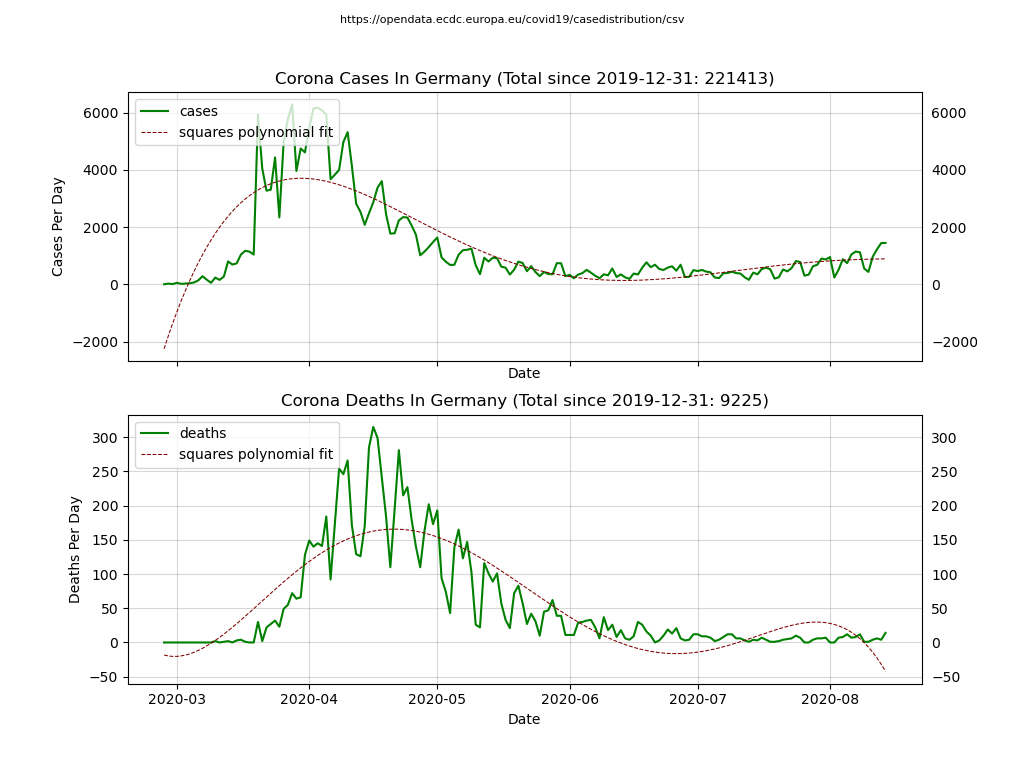 https://opendata.ecdc.europa.eu/covid19/casedistribution/csv
Corona Cases In Germany (Total since 2019-12-31: 221413)
cases
squares polynomial fit
6000
4000
2000
0
−2000
6000
4000
2000
0
−2000
Cases Per Day
Date
Corona Deaths In Germany (Total since 2019-12-31: 9225)
deaths
squares polynomial fit
300
250
200
150
100
50
0
−50
300
250
200
150
100
50
0
−50
Deaths Per Day
2020-03 2020-04 2020-05 2020-06 2020-07 2020-08
Date